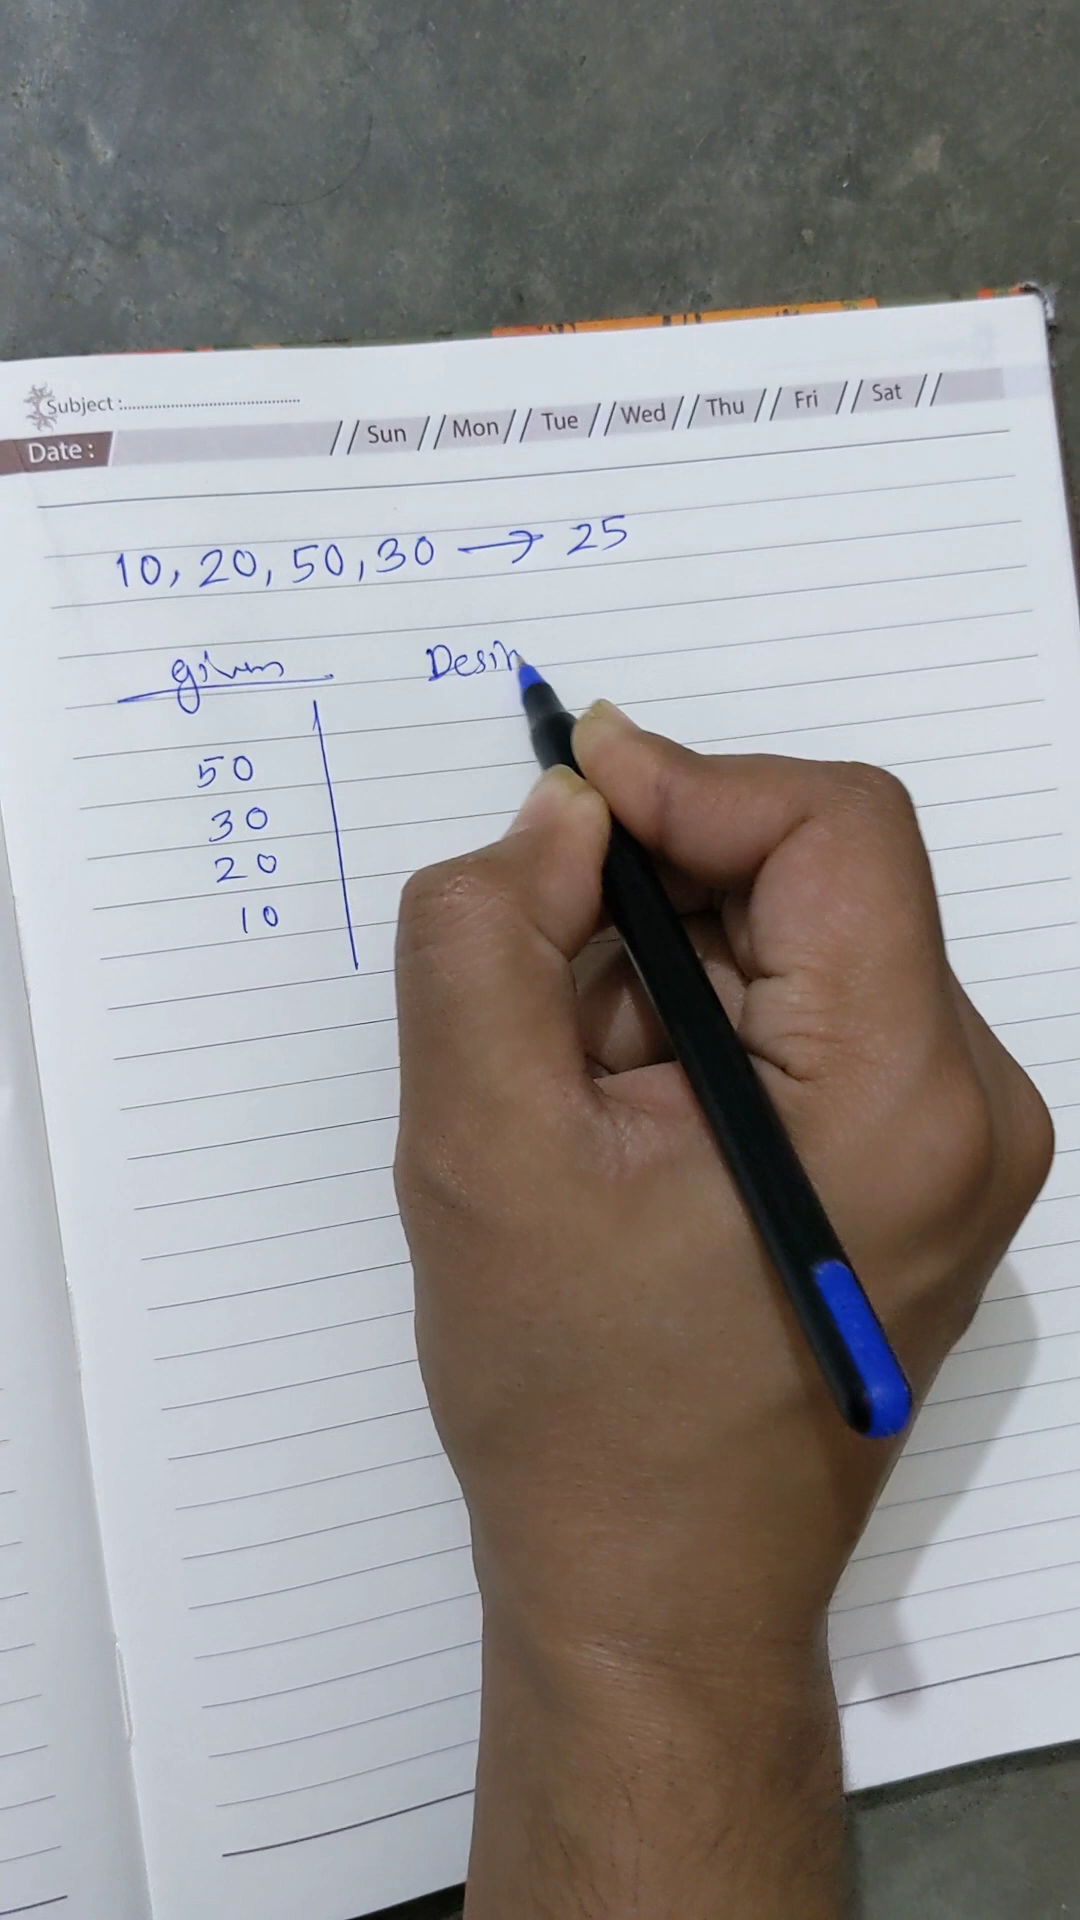 Subject :
Date : // Sun // Mon // Tue // Wed // Thu // Fri // Sat //
10, 20, 50, 30 → 25
given Desir
50
30
20
10